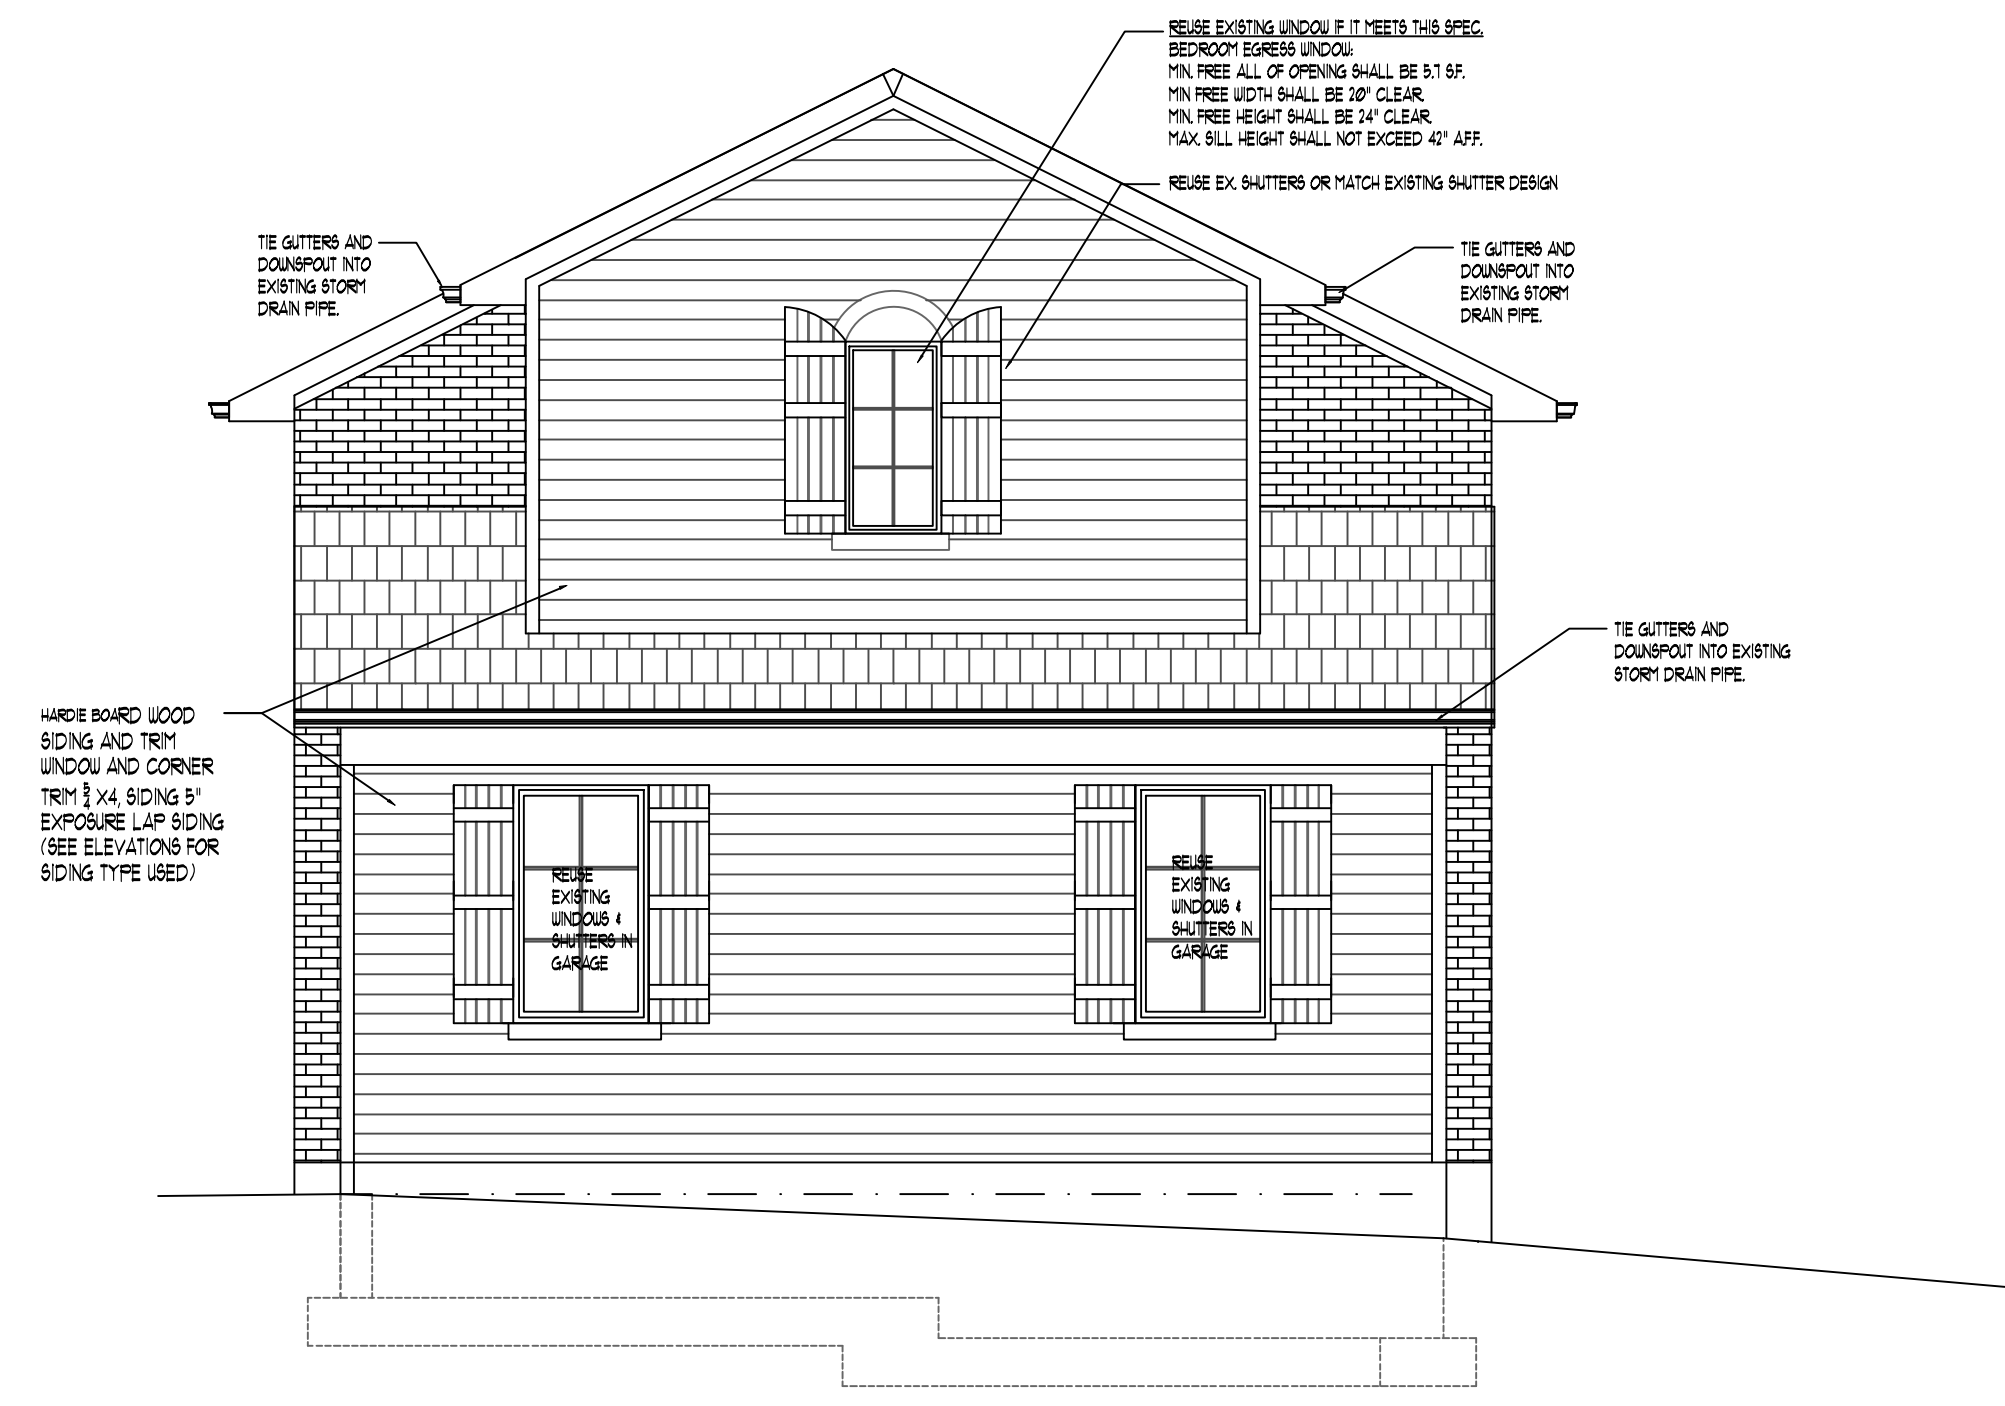 REUSE EXISTING WINDOW IF IT MEETS THIS SPEC.
BEDROOM EGRESS WINDOW:
MIN. FREE ALL OF OPENING SHALL BE 5.7 S.F.
MIN FREE WIDTH SHALL BE 20" CLEAR.
MIN. FREE HEIGHT SHALL BE 24" CLEAR.
MAX. SILL HEIGHT SHALL NOT EXCEED 42" A.F.F.
REUSE EX. SHUTTERS OR MATCH EXISTING SHUTTER DESIGN
TIE GUTTERS AND
DOWNSPOUT INTO
EXISTING STORM
DRAIN PIPE.
TIE GUTTERS AND
DOWNSPOUT INTO
EXISTING STORM
DRAIN PIPE.
TIE GUTTERS AND
DOWNSPOUT INTO EXISTING
STORM DRAIN PIPE.
HARDIE BOARD WOOD
SIDING AND TRIM
WINDOW AND CORNER
TRIM 5/4 X4, SIDING 5"
EXPOSURE LAP SIDING
(SEE ELEVATIONS FOR
SIDING TYPE USED)
REUSE
EXISTING
WINDOWS &
SHUTTERS IN
GARAGE
REUSE
EXISTING
WINDOWS &
SHUTTERS IN
GARAGE